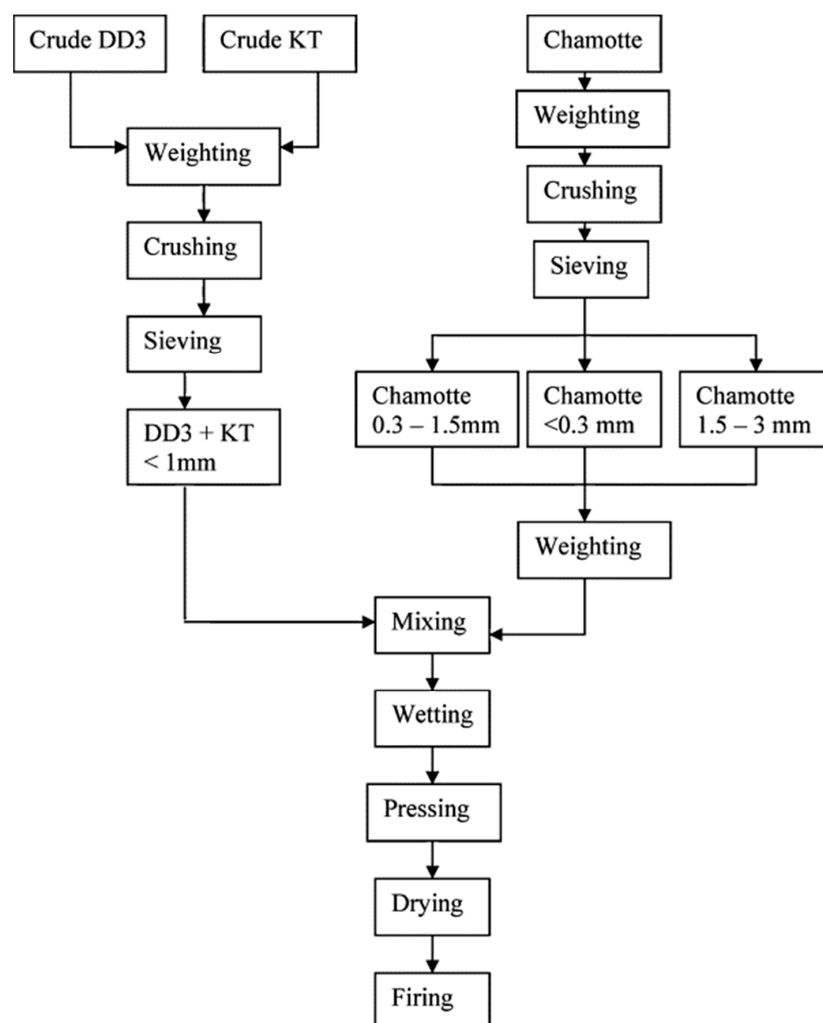 Crude DD3
Crude KT
Chamotte
Weighting
Weighting
Crushing
Crushing
Sieving
Sieving
DD3 + KT
< 1mm
Chamotte
0.3 – 1.5mm
Chamotte
<0.3 mm
Chamotte
1.5 – 3 mm
Weighting
Mixing
Wetting
Pressing
Drying
Firing